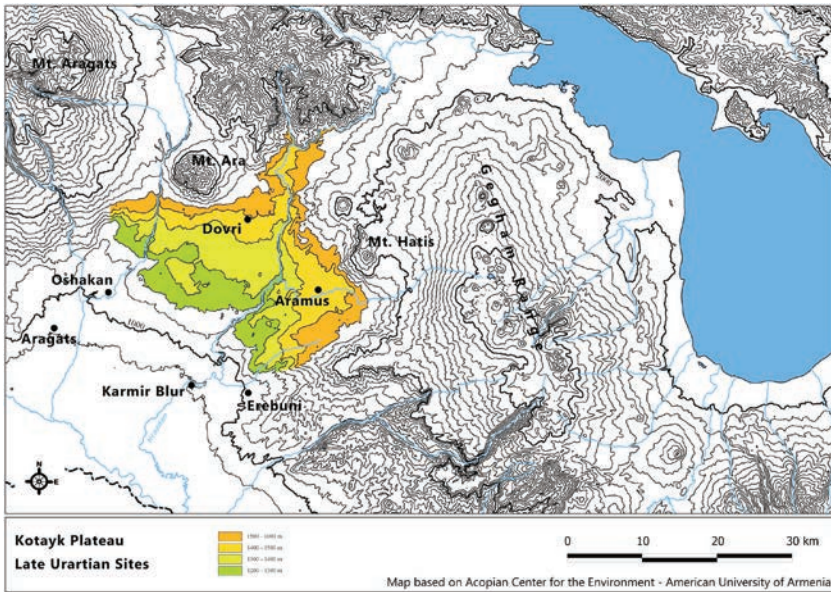 Mt. Aragats
Mt. Ara
Dovri
Mt. Hatis
Gegham Range
Oshakan
Aramus
Aragats
1000
Karmir Blur
Erebuni
N
E
Kotayk Plateau
Late Urartian Sites
0 10 20 30 km
Map based on Acopian Center for the Environment - American University of Armenia